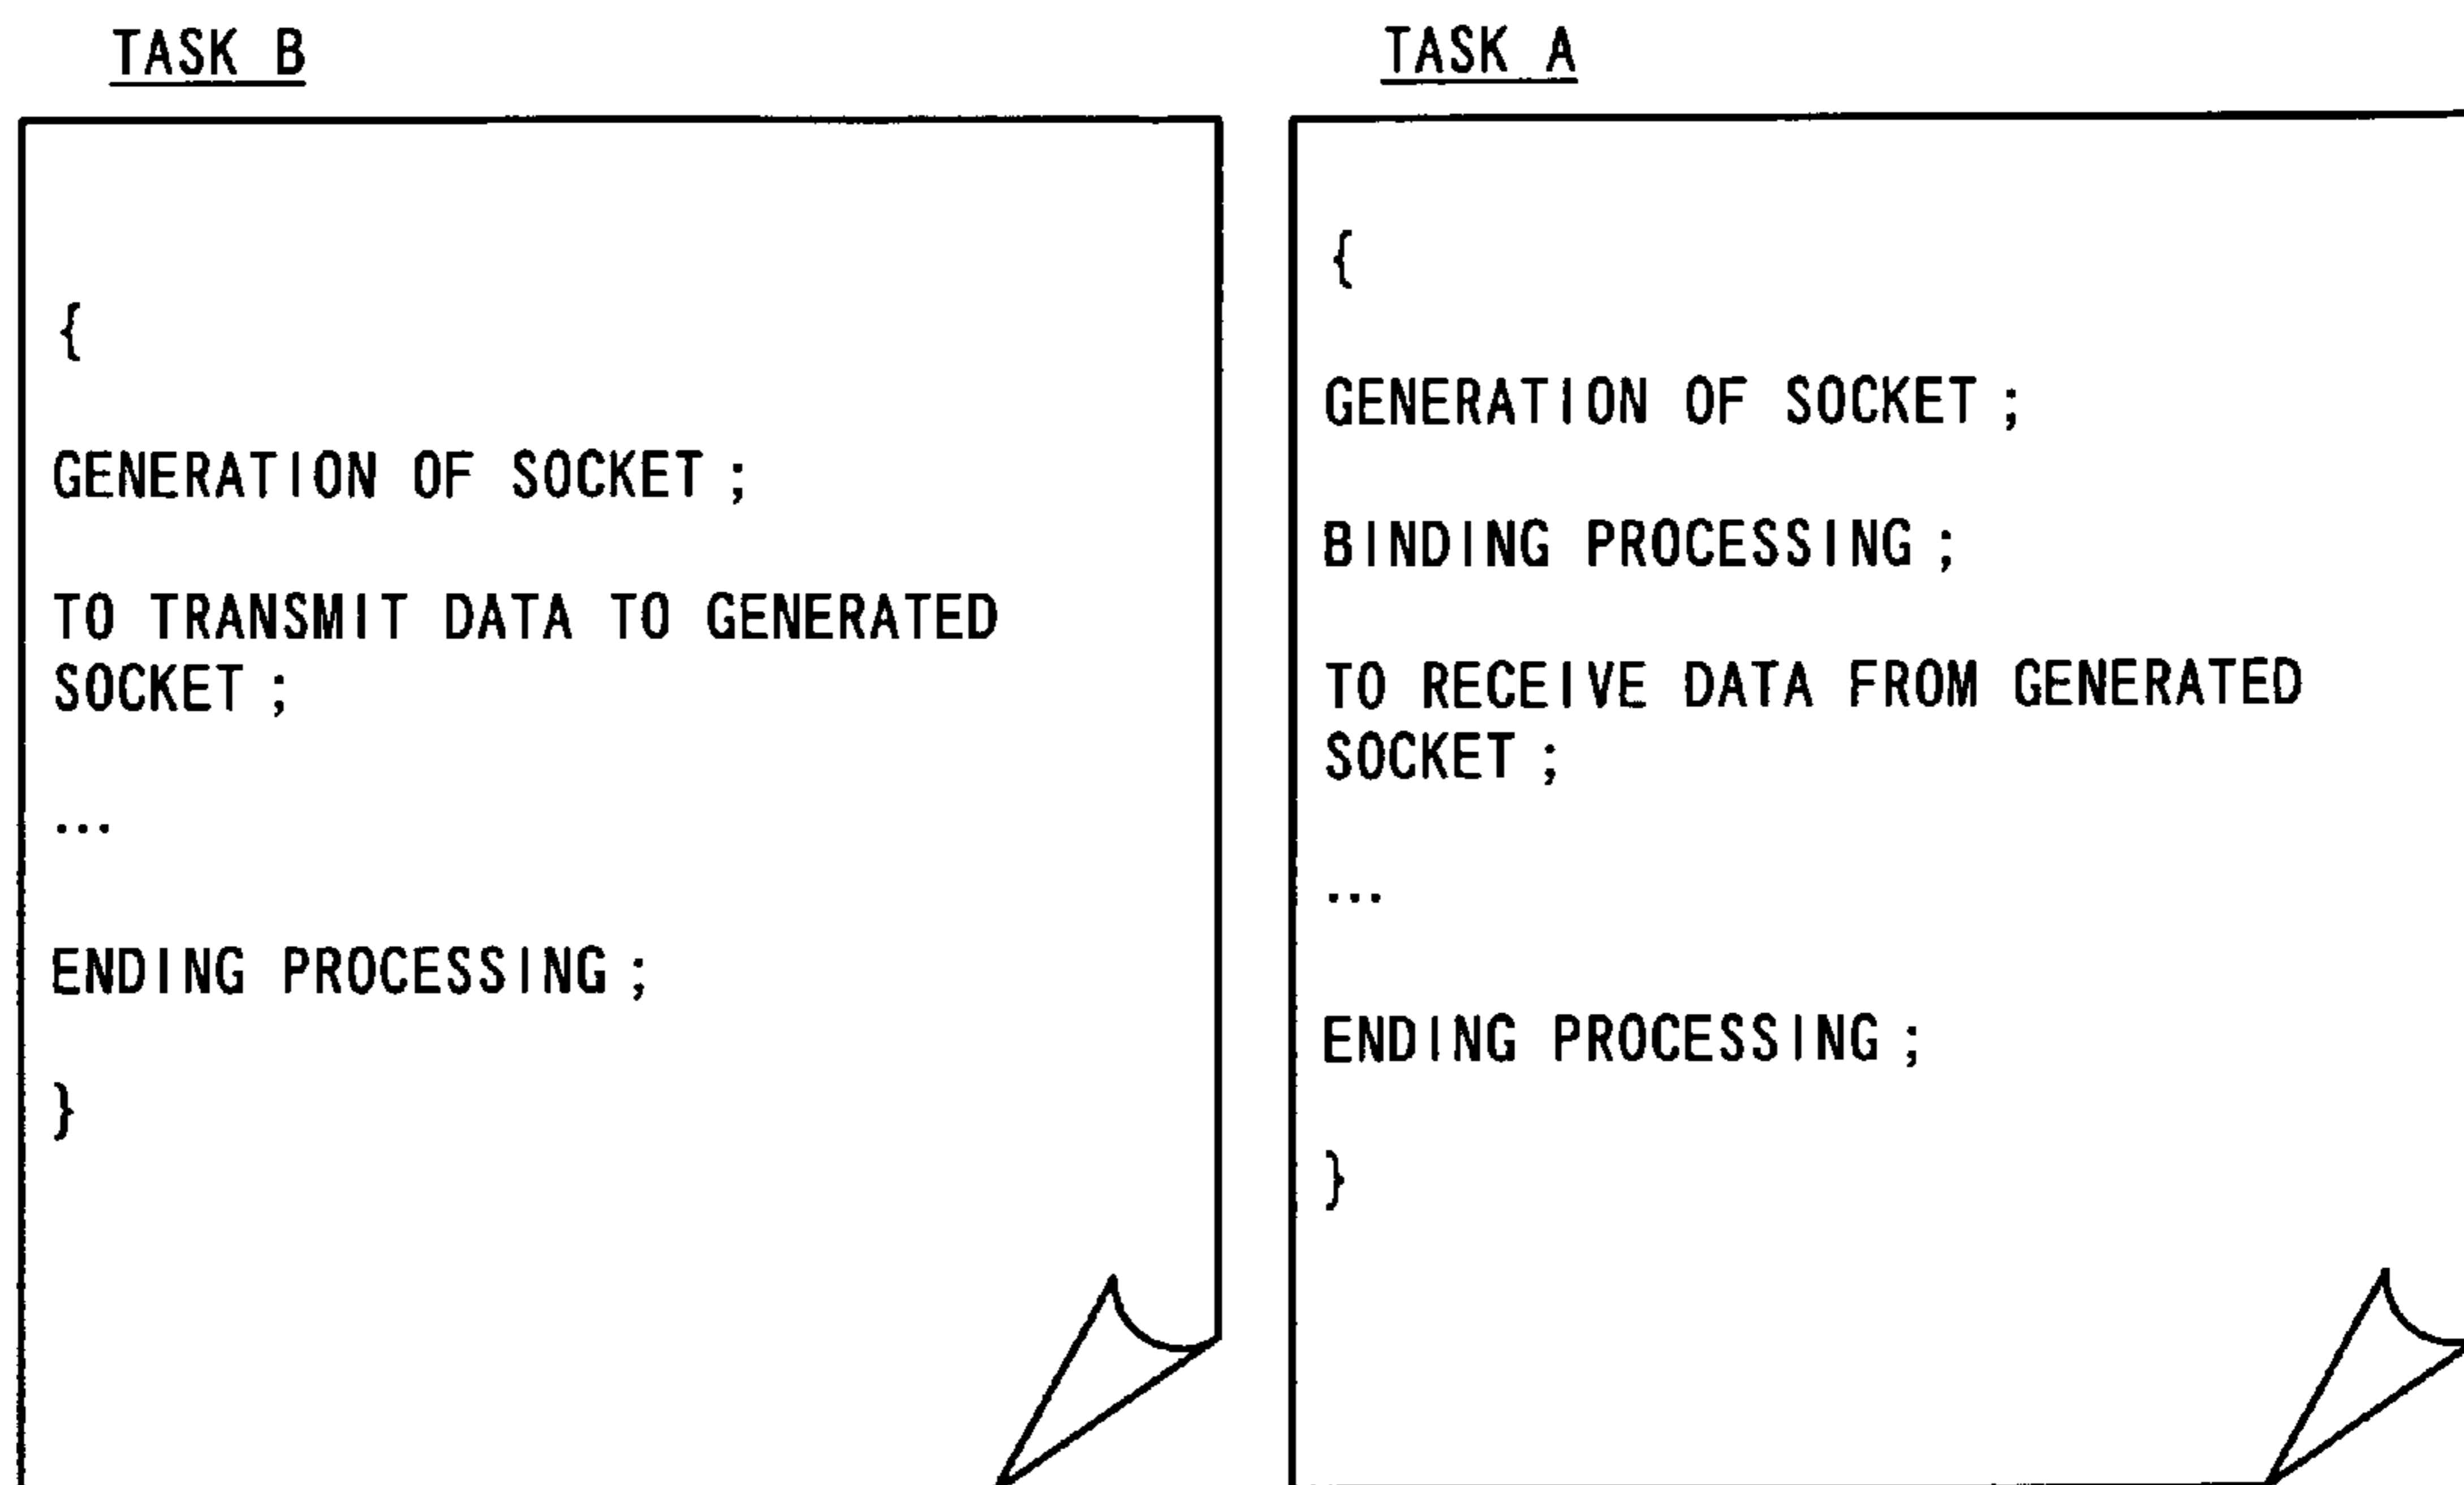 TASK B
{
GENERATION OF SOCKET ;
TO TRANSMIT DATA TO GENERATED
SOCKET ;
...
ENDING PROCESSING ;
}
TASK A
{
GENERATION OF SOCKET ;
BINDING PROCESSING ;
TO RECEIVE DATA FROM GENERATED
SOCKET ;
...
ENDING PROCESSING ;
}